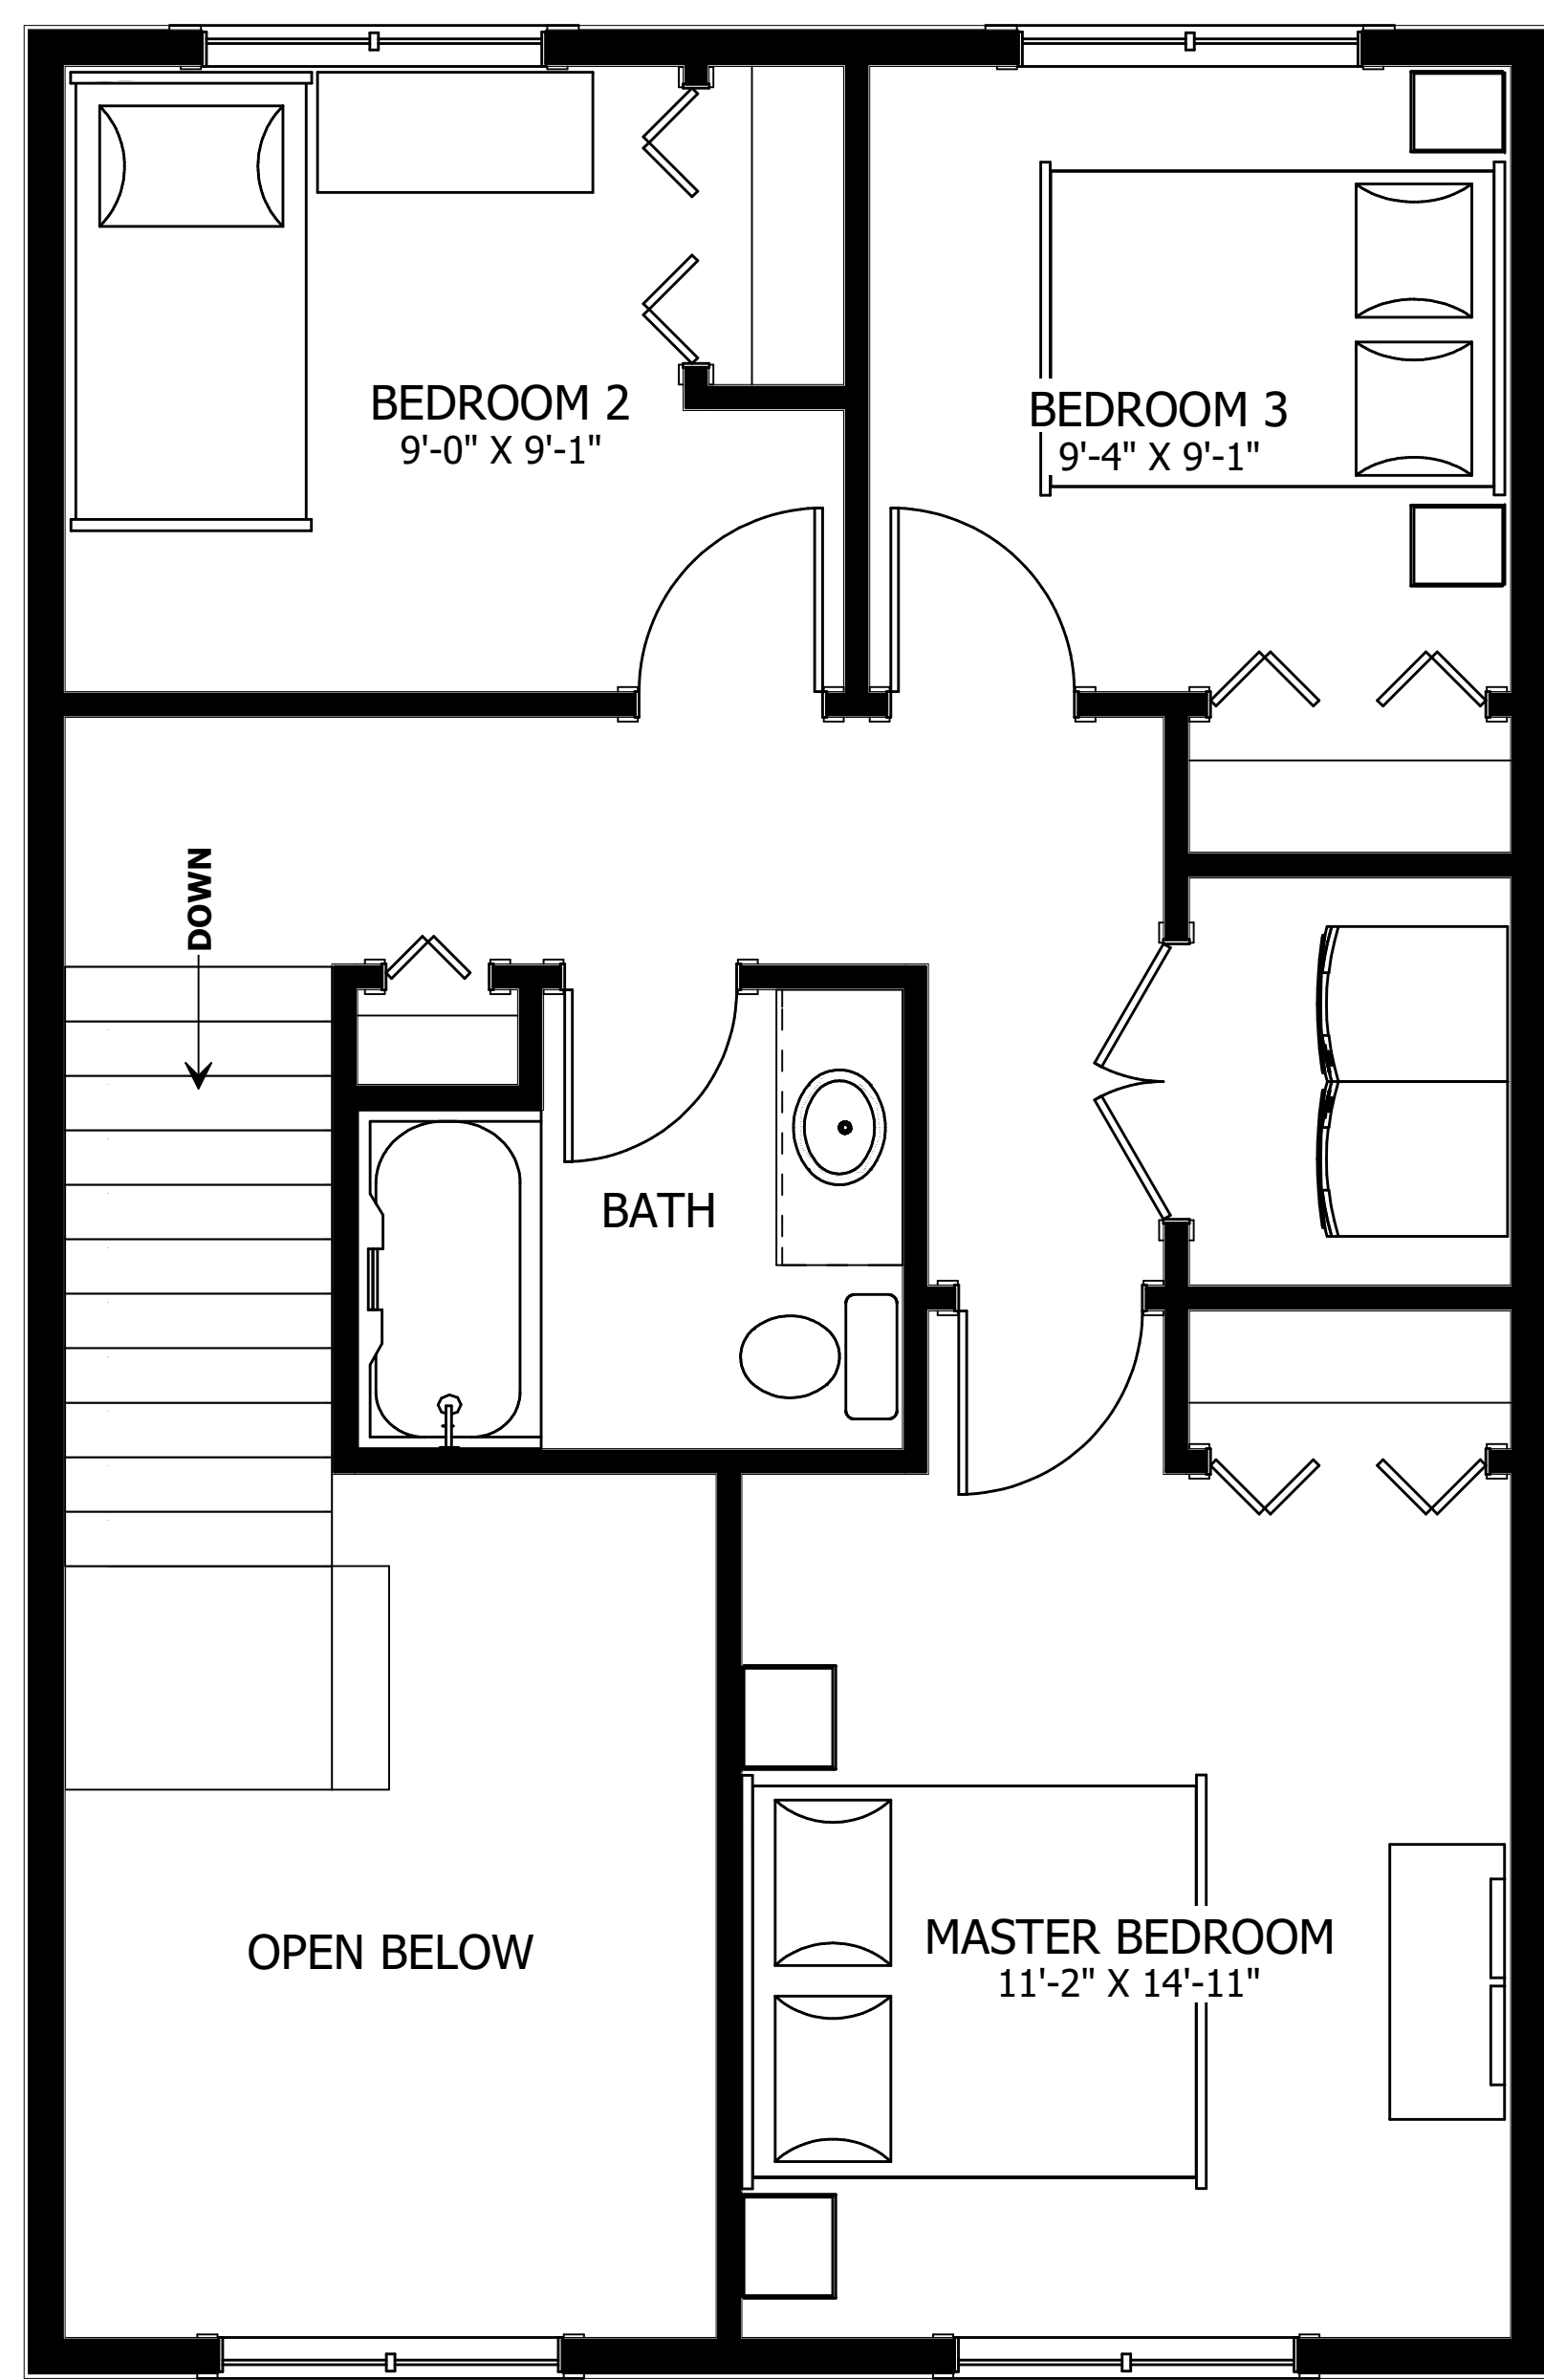 BEDROOM 2
9'-0" X 9'-1"
BEDROOM 3
9'-4" X 9'-1"
DOWN
BATH
MASTER BEDROOM
11'-2" X 14'-11"
OPEN BELOW